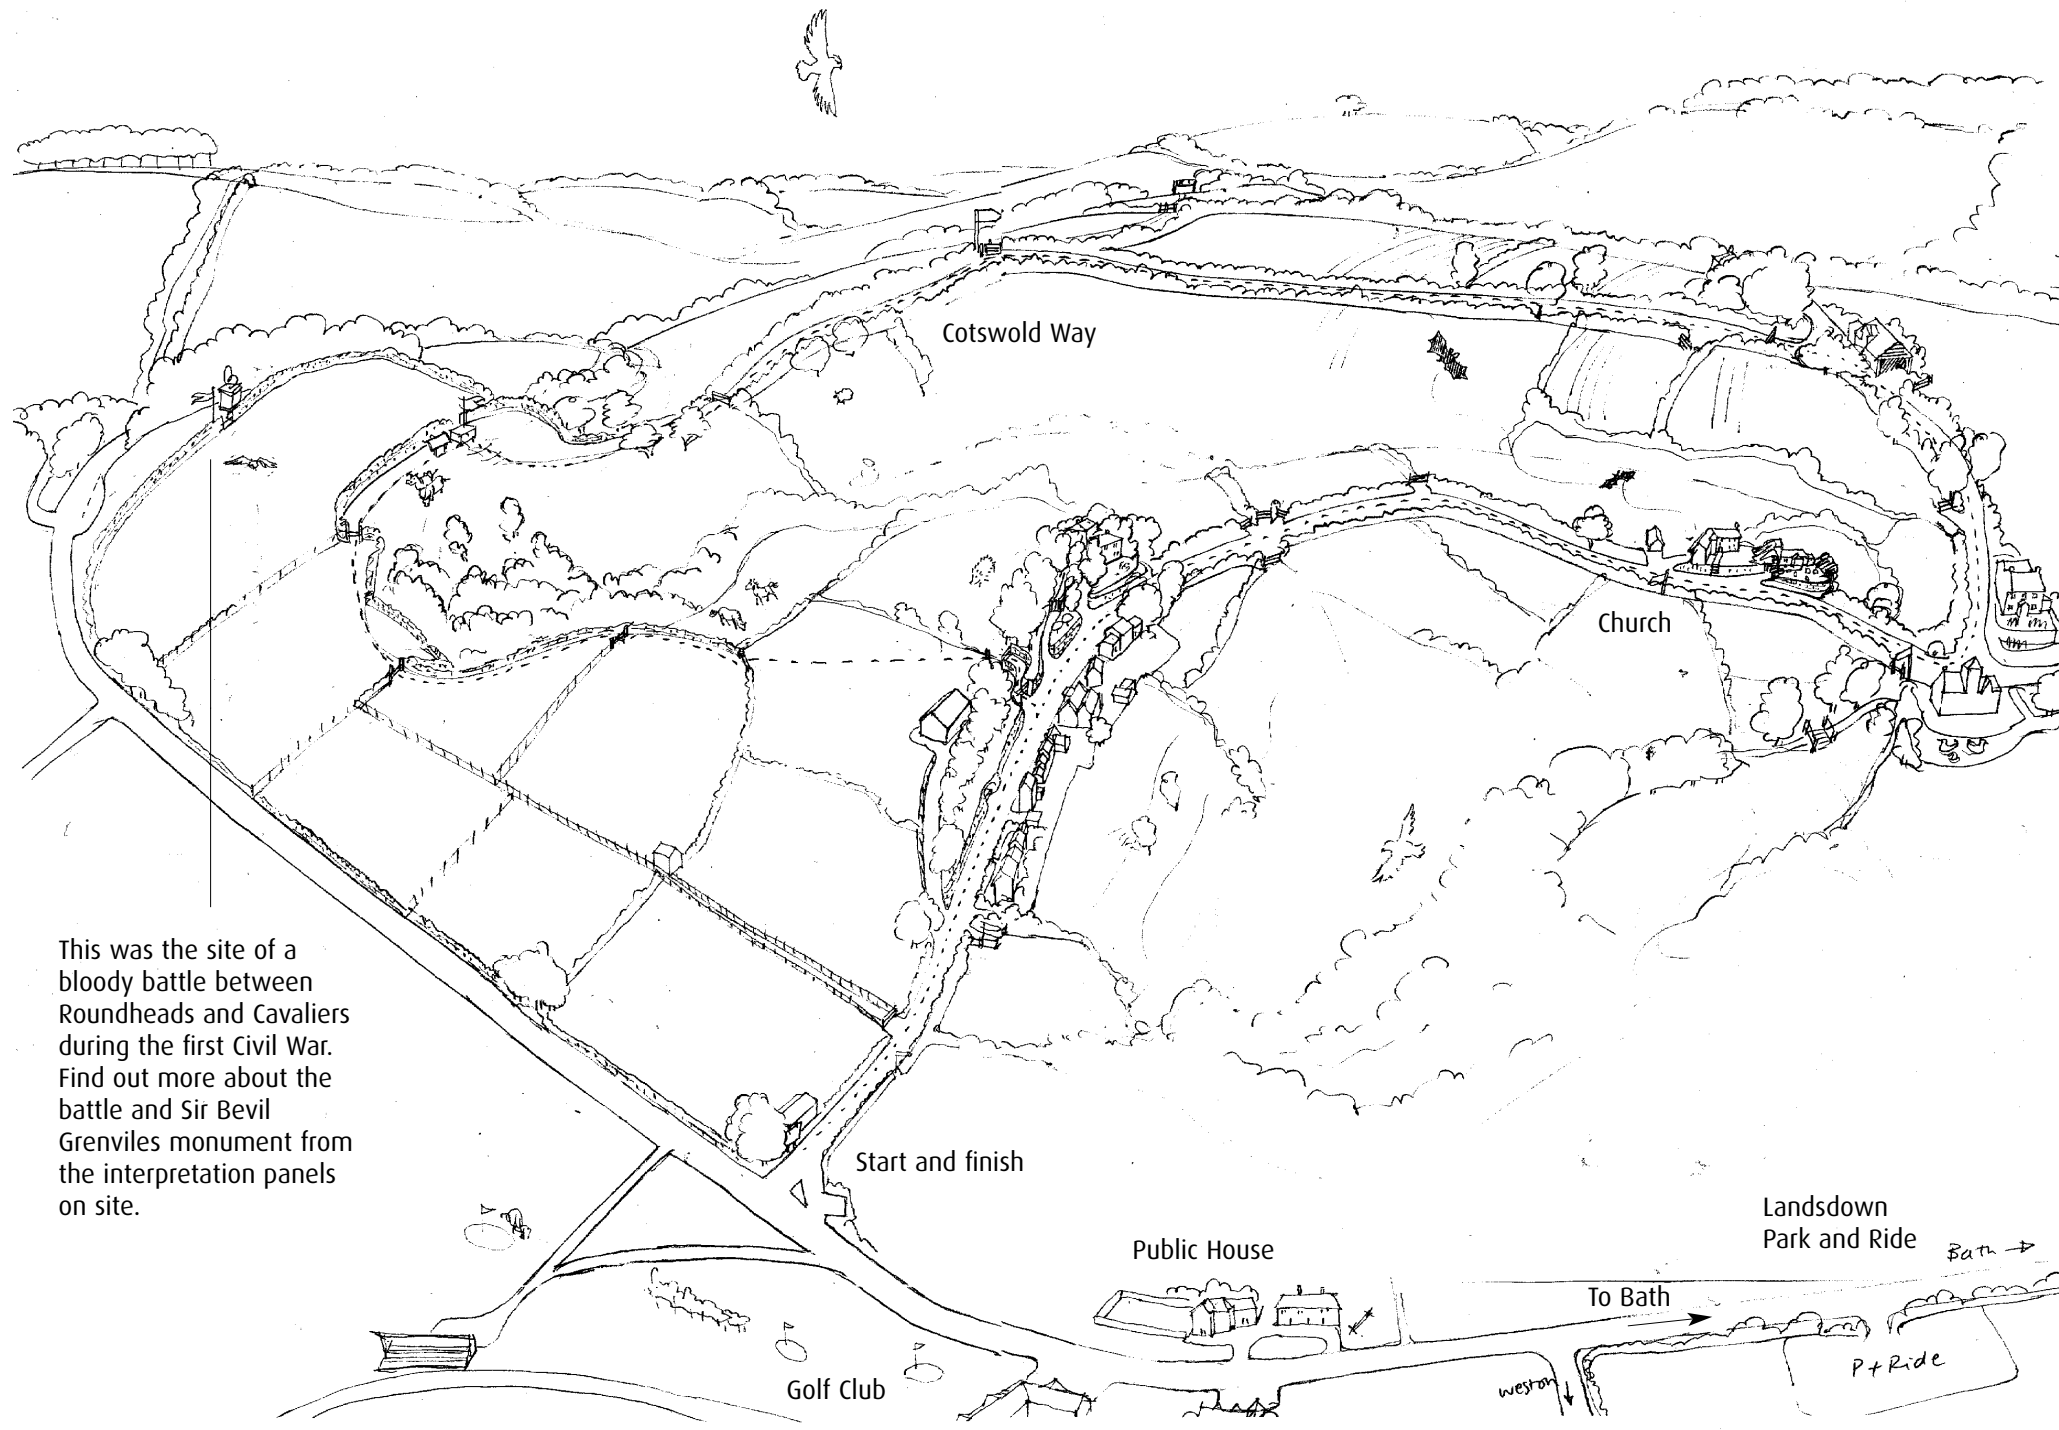 Cotswold Way
Church
This was the site of a
bloody battle between
Roundheads and Cavaliers
during the first Civil War.
Find out more about the
battle and Sir Bevil
Grenviles monument from
the interpretation panels
on site.
Start and finish
Landsdown
Park and Ride
Bath
Public House
To Bath
P + Ride
weston
Golf Club